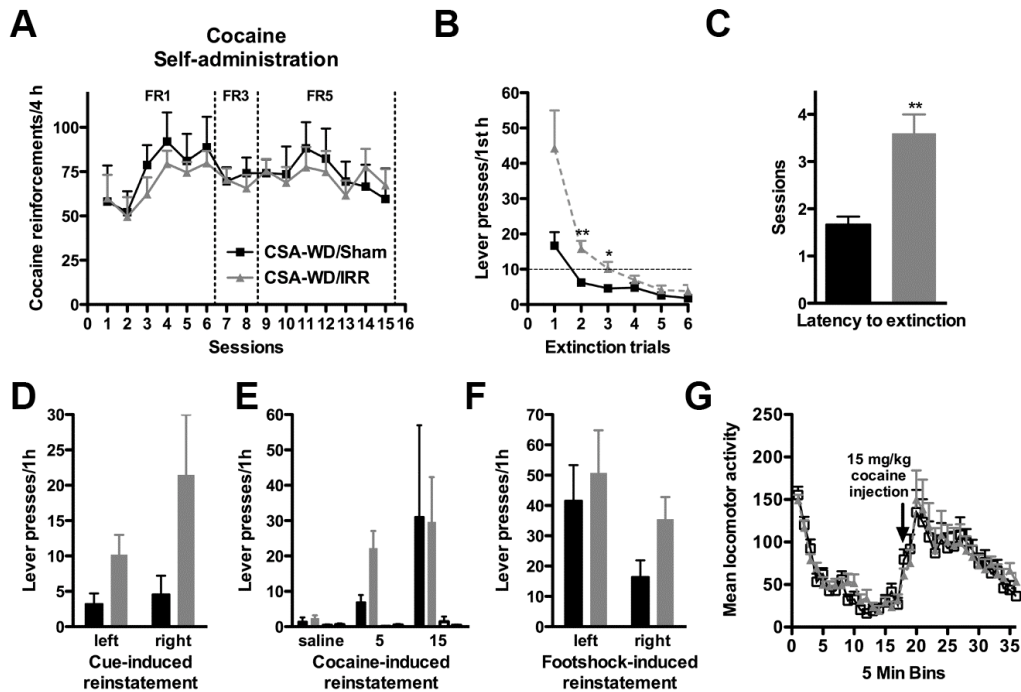 A
Cocaine
Self-administration
Cocaine reinforcements/4 h
FR1 FR3 FR5
100
75
50
25
0
CSA-WD/Sham
CSA-WD/IRR
0 1 2 3 4 5 6 7 8 9 10 11 12 13 14 15 16
Sessions
B
Lever presses/1st h
60
50
40
30
20
10
0
**
*
0 1 2 3 4 5 6
Extinction trials
C
Sessions
4
3
2
1
0
**
Latency to extinction
D
Lever presses/1h
30
25
20
15
10
5
0
left right
Cue-induced
reinstatement
E
Lever presses/1h
60
50
40
30
20
10
0
saline 5 15
Cocaine-induced
reinstatement
F
Lever presses/1h
70
60
50
40
30
20
10
0
left right
Footshock-induced
reinstatement
G
Mean locomotor activity
250
200
150
100
50
0
15 mg/kg
cocaine
injection
0 5 10 15 20 25 30 35
5 Min Bins